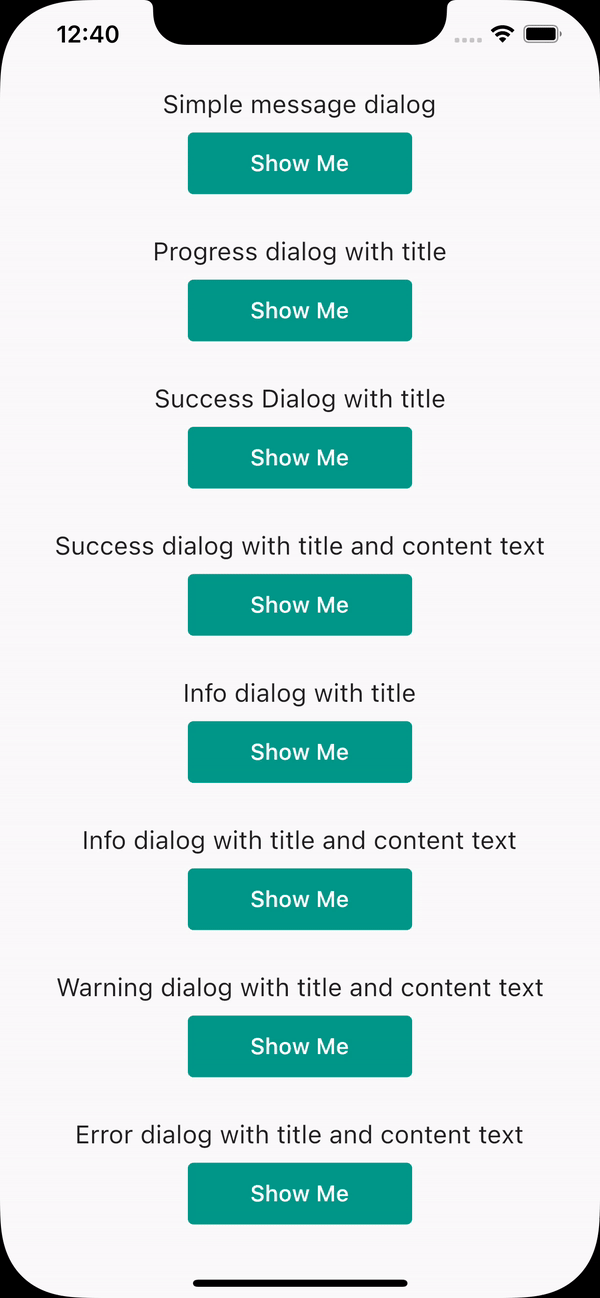 12:40
Simple message dialog
Show Me
Progress dialog with title
Show Me
Success Dialog with title
Show Me
Success dialog with title and content text
Show Me
Info dialog with title
Show Me
Info dialog with title and content text
Show Me
Warning dialog with title and content text
Show Me
Error dialog with title and content text
Show Me